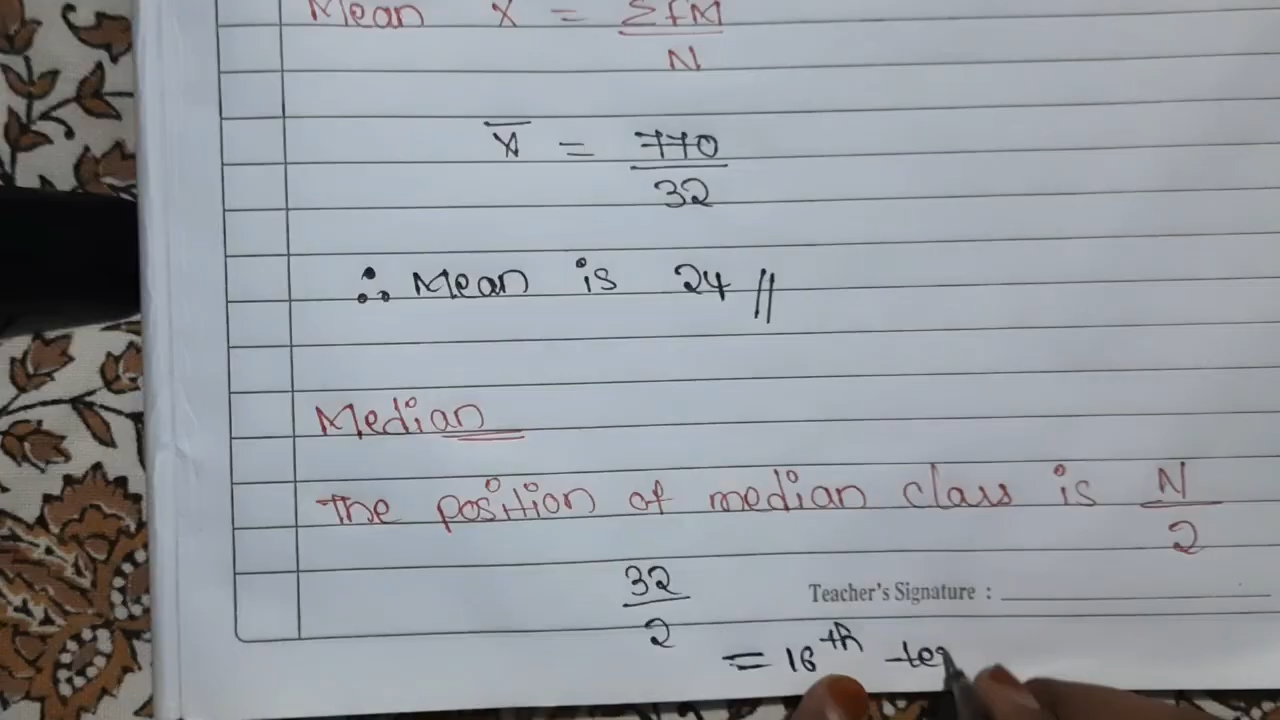 Mean X = ΣfM
N
X̄ = 770
32
∴ Mean is 24 //
Median
The position of median class is N
2
32
2
Teacher's Signature :
= 16th ter